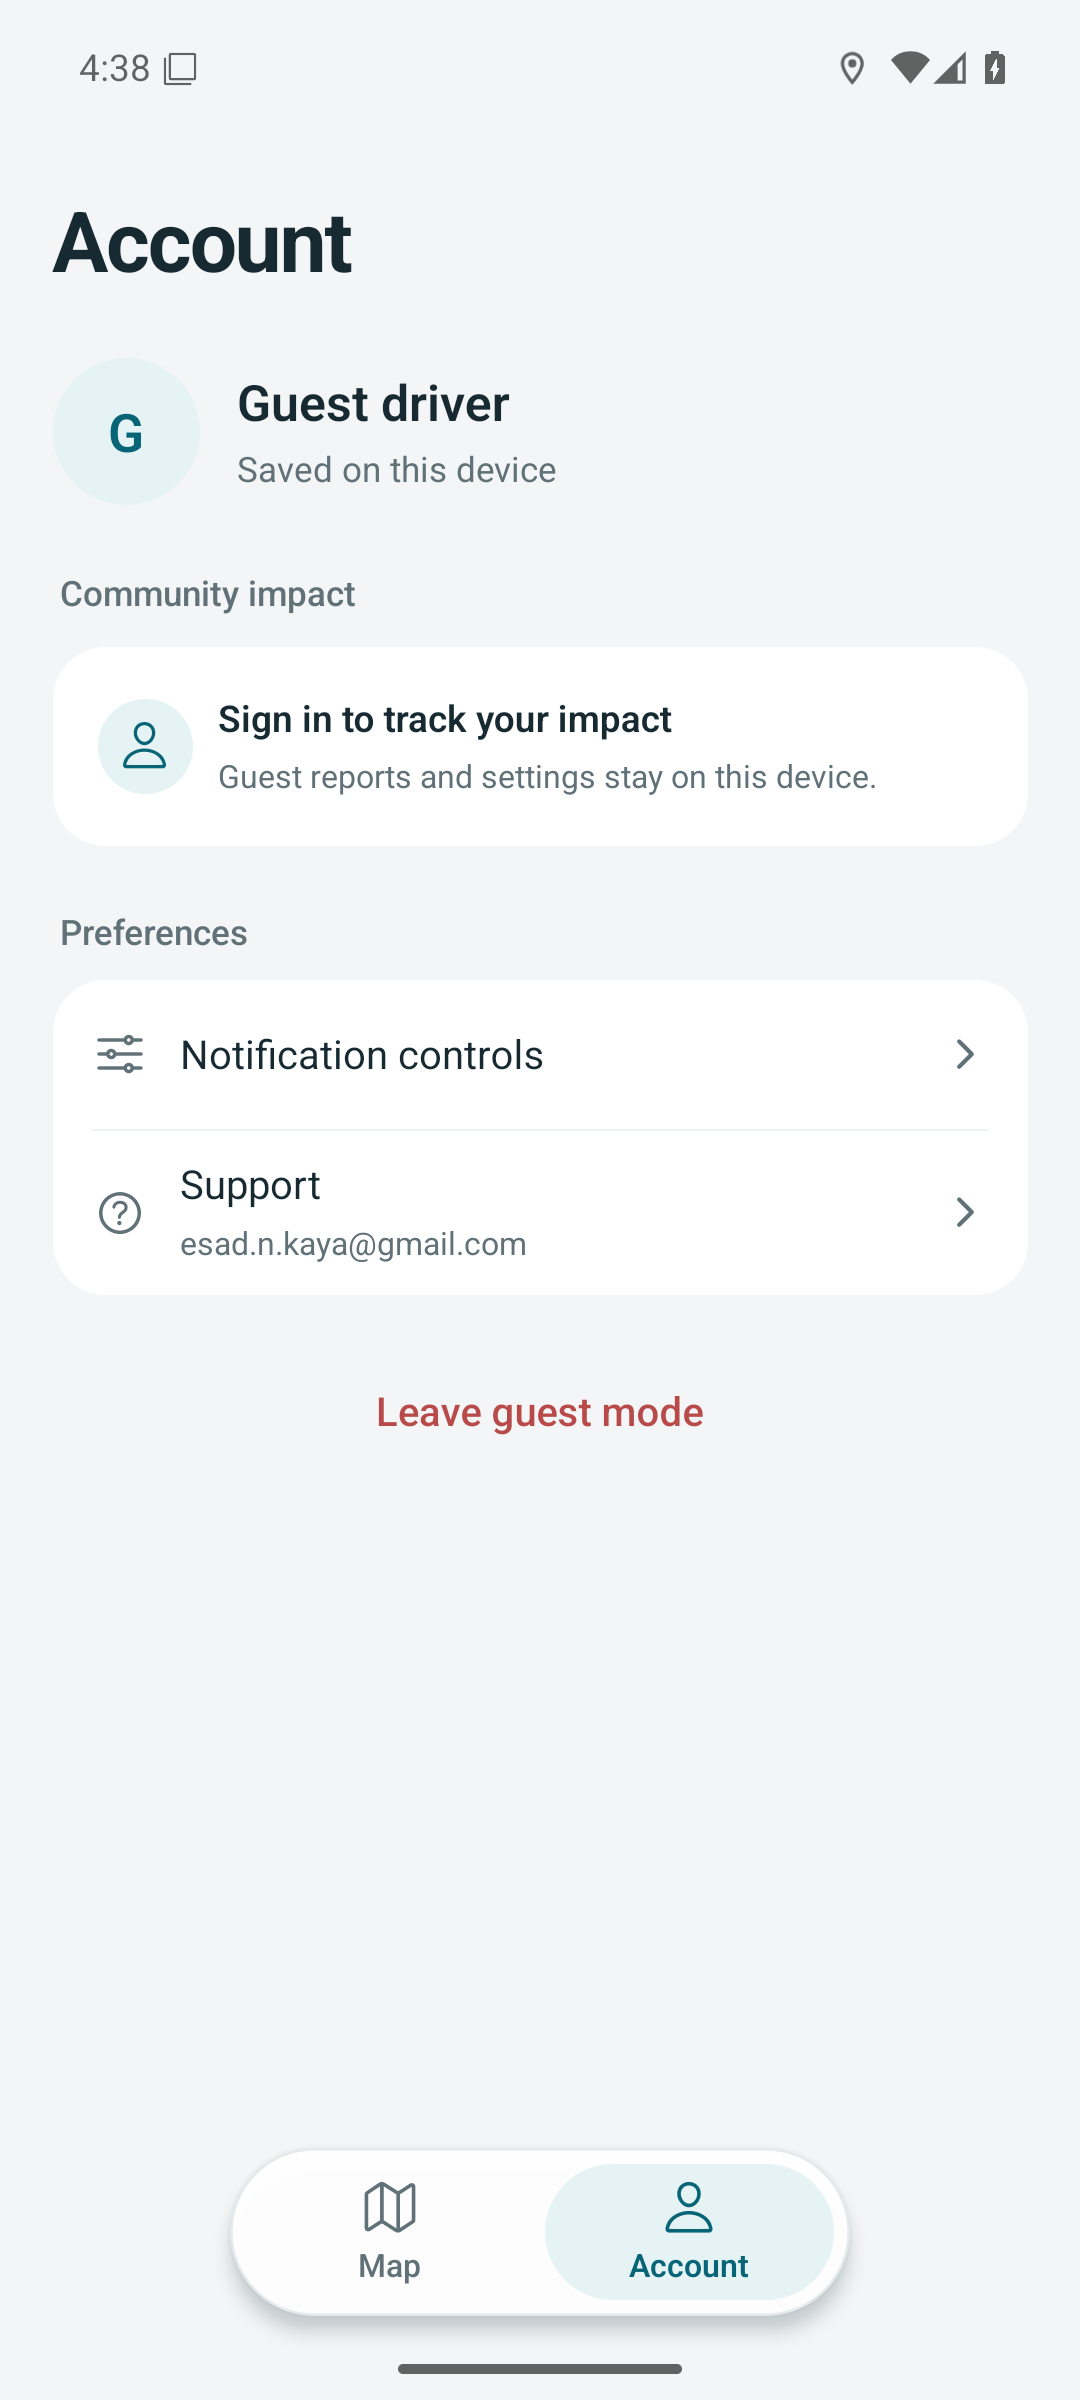 4:38
Account
G
Guest driver
Saved on this device
Community impact
Sign in to track your impact
Guest reports and settings stay on this device.
Preferences
Notification controls
Support
esad.n.kaya@gmail.com
Leave guest mode
Map
Account